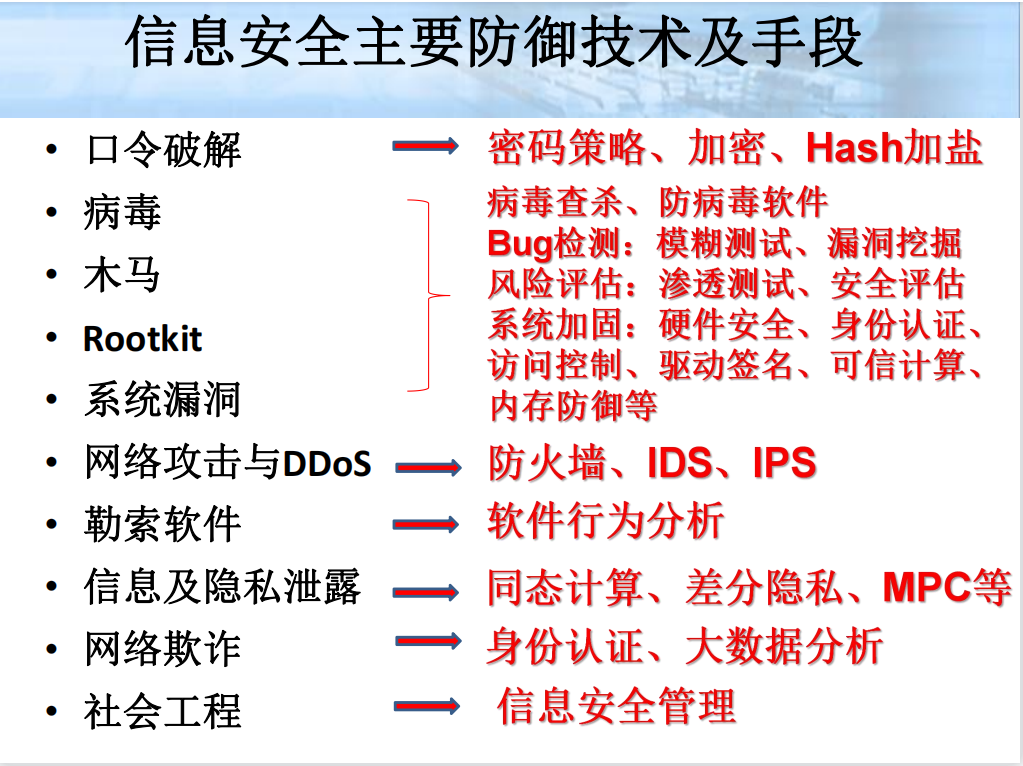 信息安全主要防御技术及手段
• 口令破解
密码策略、加密、Hash加盐
• 病毒
• 木马
• Rootkit
• 系统漏洞
病毒查杀、防病毒软件
Bug检测：模糊测试、漏洞挖掘
风险评估：渗透测试、安全评估
系统加固：硬件安全、身份认证、
访问控制、驱动签名、可信计算、
内存防御等
• 网络攻击与DDoS
防火墙、IDS、IPS
• 勒索软件
软件行为分析
• 信息及隐私泄露
同态计算、差分隐私、MPC等
• 网络欺诈
身份认证、大数据分析
• 社会工程
信息安全管理